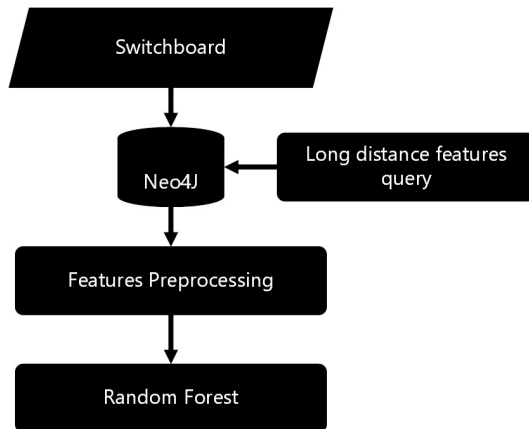 Switchboard
Neo4J
Long distance features
query
Features Preprocessing
Random Forest